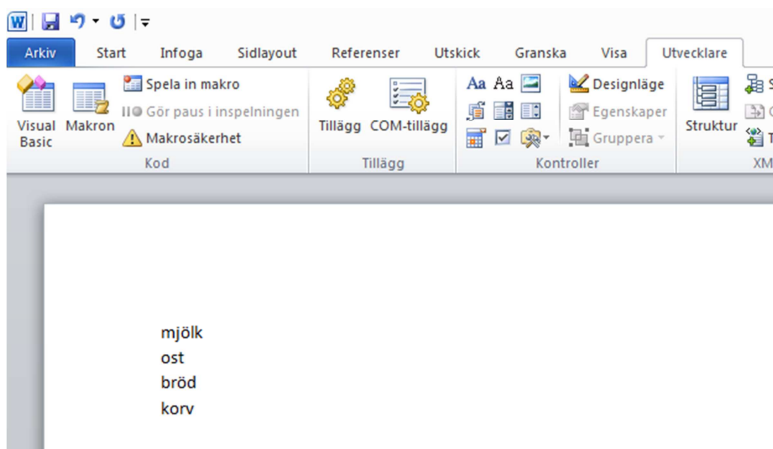 W
Arkiv Start Infoga Sidlayout Referenser Utskick Granska Visa Utvecklare
Spela in makro
Gör paus i inspelningen
Makrosäkerhet
Visual Basic
Makron
Kod
Tillägg
COM-tillägg
Tillägg
Aa Aa
Designläge
Egenskaper
Gruppera
Kontroller
Struktur
XM
mjölk
ost
bröd
korv